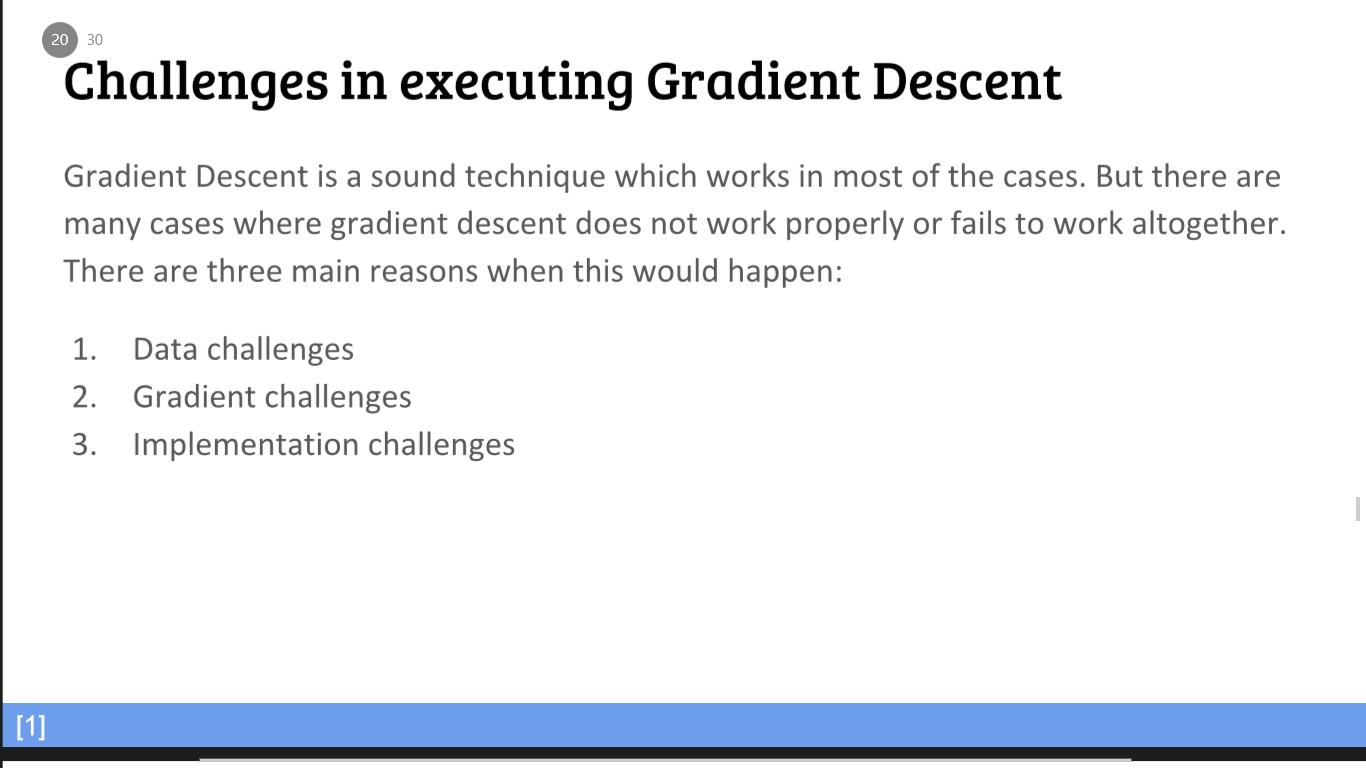 20 30
Challenges in executing Gradient Descent
Gradient Descent is a sound technique which works in most of the cases. But there are
many cases where gradient descent does not work properly or fails to work altogether.
There are three main reasons when this would happen:
1. Data challenges
2. Gradient challenges
3. Implementation challenges
[1]